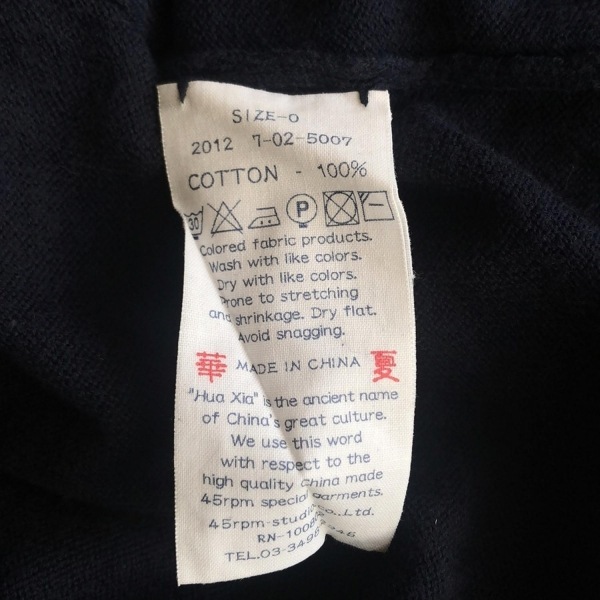 SIZE-0
2012 7-02-5007
COTTON - 100%
30 P
Colored fabric products.
Wash with like colors.
Dry with like colors.
Prone to stretching
and shrinkage. Dry flat.
Avoid snagging.
華 MADE IN CHINA 夏
"Hua Xia" is the ancient name
of China's great culture.
We use this word
with respect to the
high quality China made
45rpm special garments.
45rpm-studio Co.,Ltd.